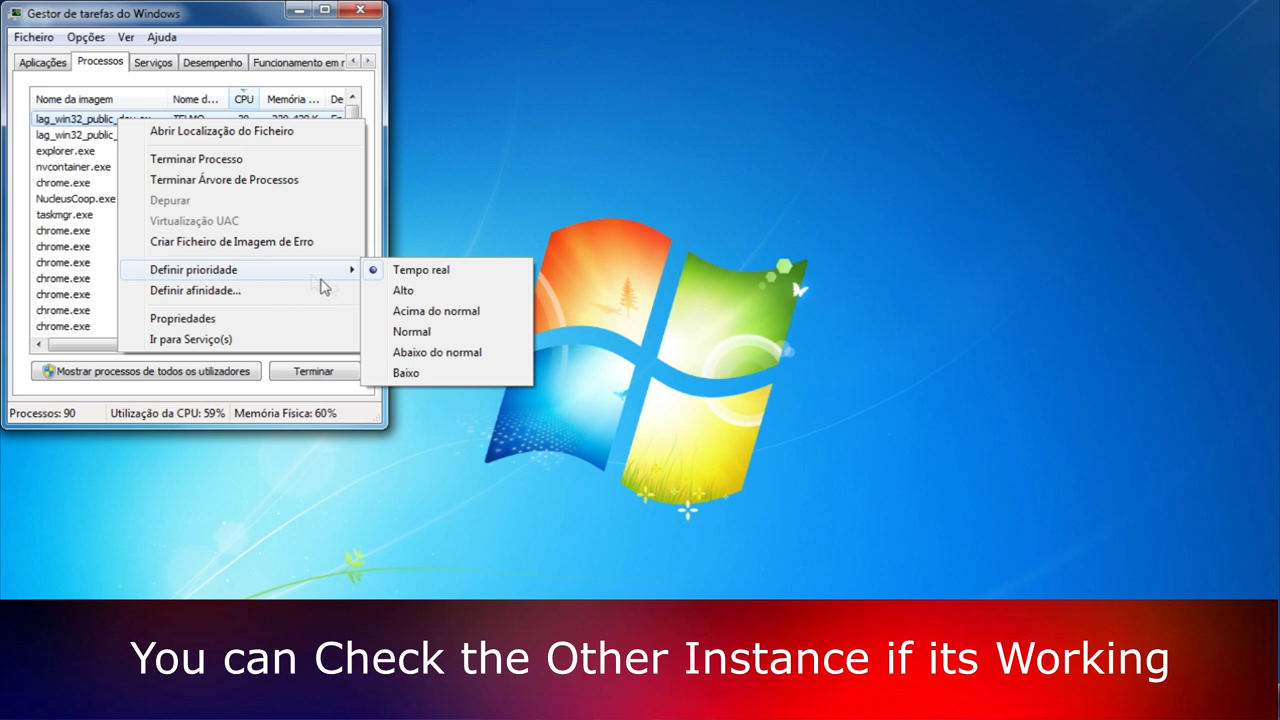 Gestor de tarefas do Windows
Ficheiro Opções Ver Ajuda
Aplicações Processos Serviços Desempenho Funcionamento em r
Nome da imagem Nome d... CPU Memória ... De
lag_win32_public_
lag_win32_public_
explorer.exe
nvcontainer.exe
chrome.exe
NucleusCoop.exe
taskmgr.exe
chrome.exe
chrome.exe
chrome.exe
chrome.exe
chrome.exe
chrome.exe
chrome.exe
Abrir Localização do Ficheiro
Terminar Processo
Terminar Árvore de Processos
Depurar
Virtualização UAC
Criar Ficheiro de Imagem de Erro
Definir prioridade
Definir afinidade...
Propriedades
Ir para Serviço(s)
Tempo real
Alto
Acima do normal
Normal
Abaixo do normal
Baixo
Mostrar processos de todos os utilizadores Terminar
Processos: 90 Utilização da CPU: 59% Memória Física: 60%
You can Check the Other Instance if its Working